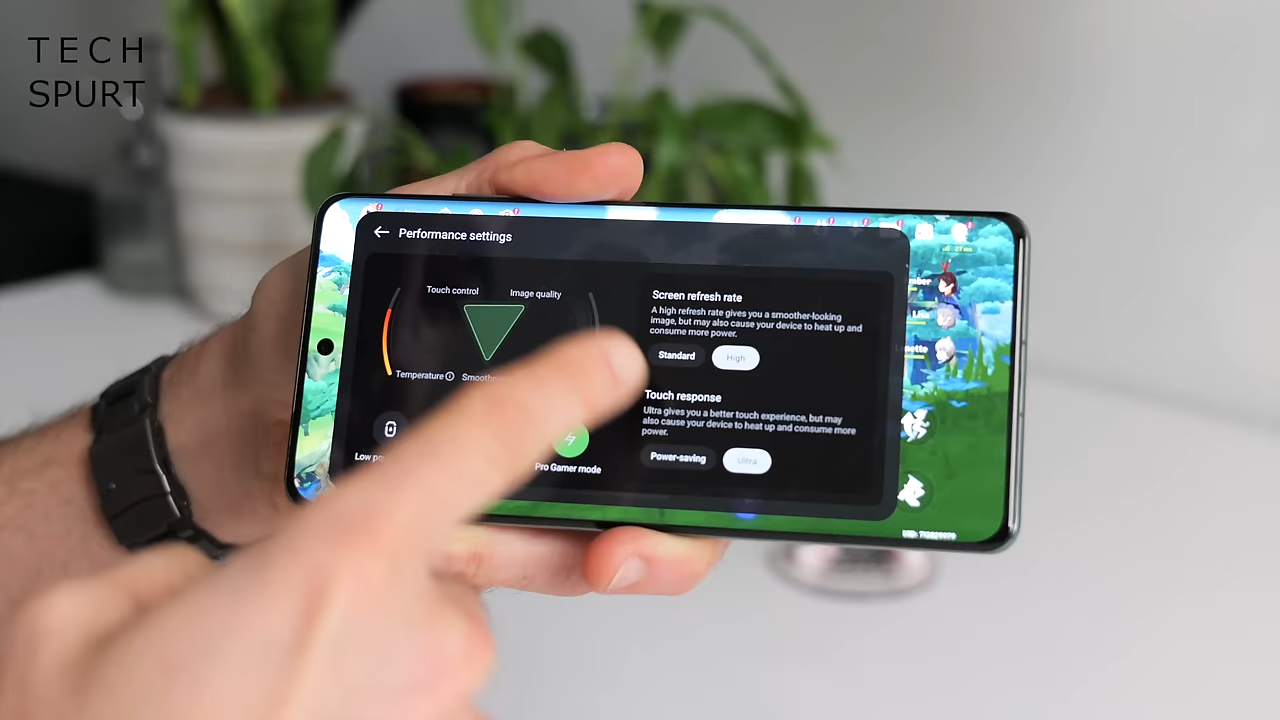 TECH
SPURT
Performance settings
Touch control
Image quality
Temperature
Screen refresh rate
A high refresh rate gives you a smoother-looking
image, but may also cause your device to heat up and
consume more power.
Standard
High
Touch response
Ultra gives you a better touch experience, but may
also cause your device to heat up and consume more
power.
Power-saving
Ultra
Pro Gamer mode